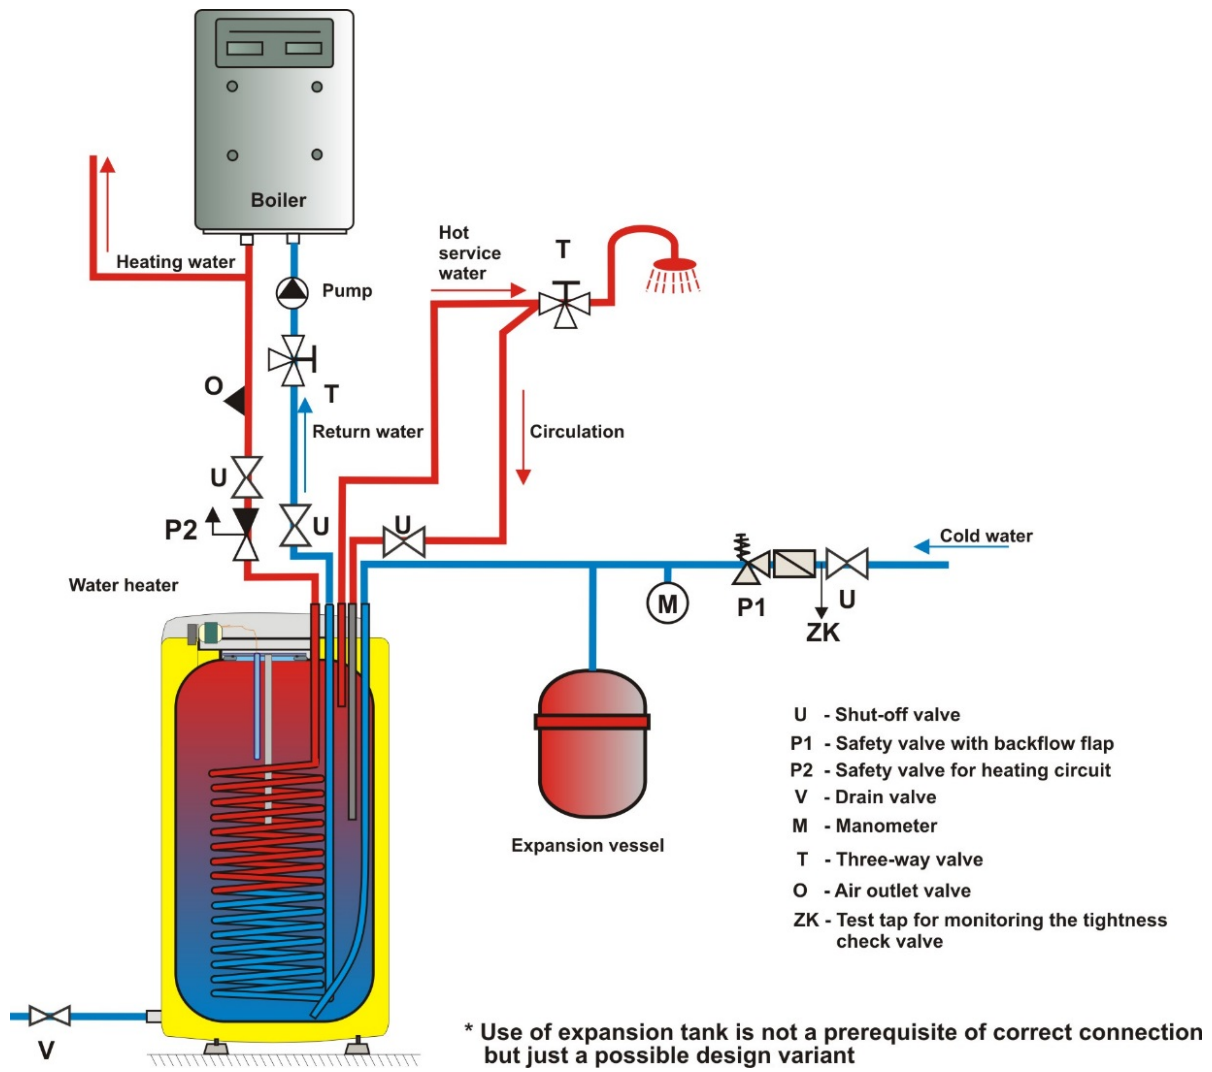 Boiler
Heating water
Hot
service
water
T
Pump
O
T
Return water
Circulation
U
P2
U
U
Cold water
Water heater
M
P1
U
ZK
U - Shut-off valve
P1 - Safety valve with backflow flap
P2 - Safety valve for heating circuit
V - Drain valve
M - Manometer
T - Three-way valve
O - Air outlet valve
ZK - Test tap for monitoring the tightness
check valve
Expansion vessel
V
* Use of expansion tank is not a prerequisite of correct connection
but just a possible design variant